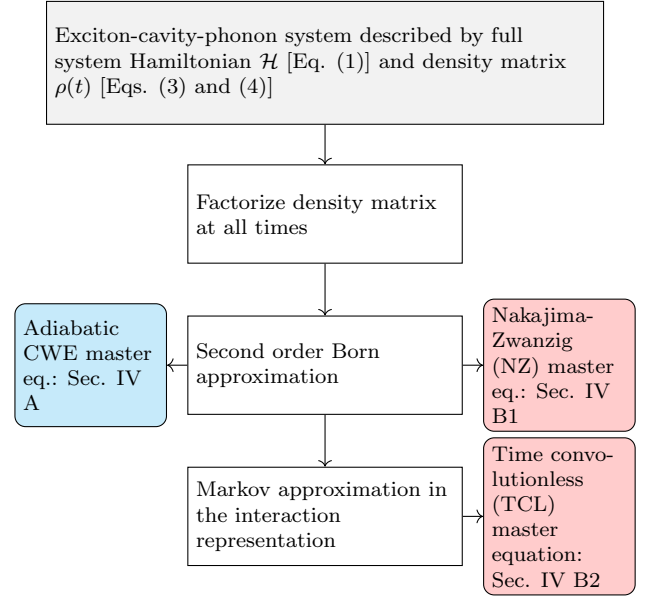 Exciton-cavity-phonon system described by full
system Hamiltonian ℋ [Eq. (1)] and density matrix
ρ(t) [Eqs. (3) and (4)]
Factorize density matrix
at all times
Adiabatic
CWE master
eq.: Sec. IV
A
Second order Born
approximation
Nakajima-
Zwanzig
(NZ) master
eq.: Sec. IV
B1
Markov approximation in
the interaction
representation
Time convo-
lutionless
(TCL)
master
equation:
Sec. IV B2